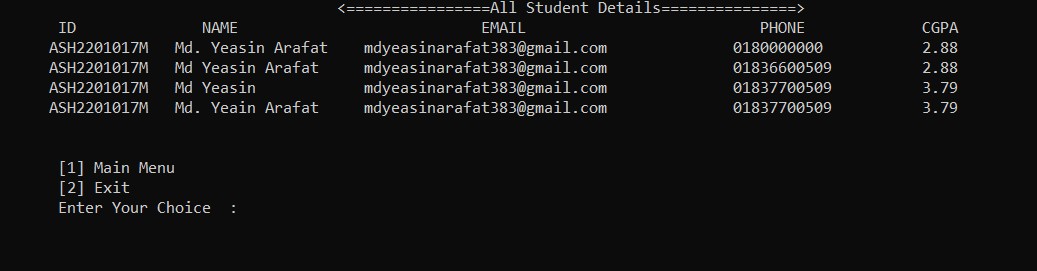 <================All Student Details===============>
ID NAME EMAIL PHONE CGPA
ASH2201017M Md. Yeasin Arafat mdyeasinarafat383@gmail.com 0180000000 2.88
ASH2201017M Md Yeasin Arafat mdyeasinarafat383@gmail.com 01836600509 2.88
ASH2201017M Md Yeasin mdyeasinarafat383@gmail.com 01837700509 3.79
ASH2201017M Md. Yeain Arafat mdyeasinarafat383@gmail.com 01837700509 3.79
[1] Main Menu
[2] Exit
Enter Your Choice :